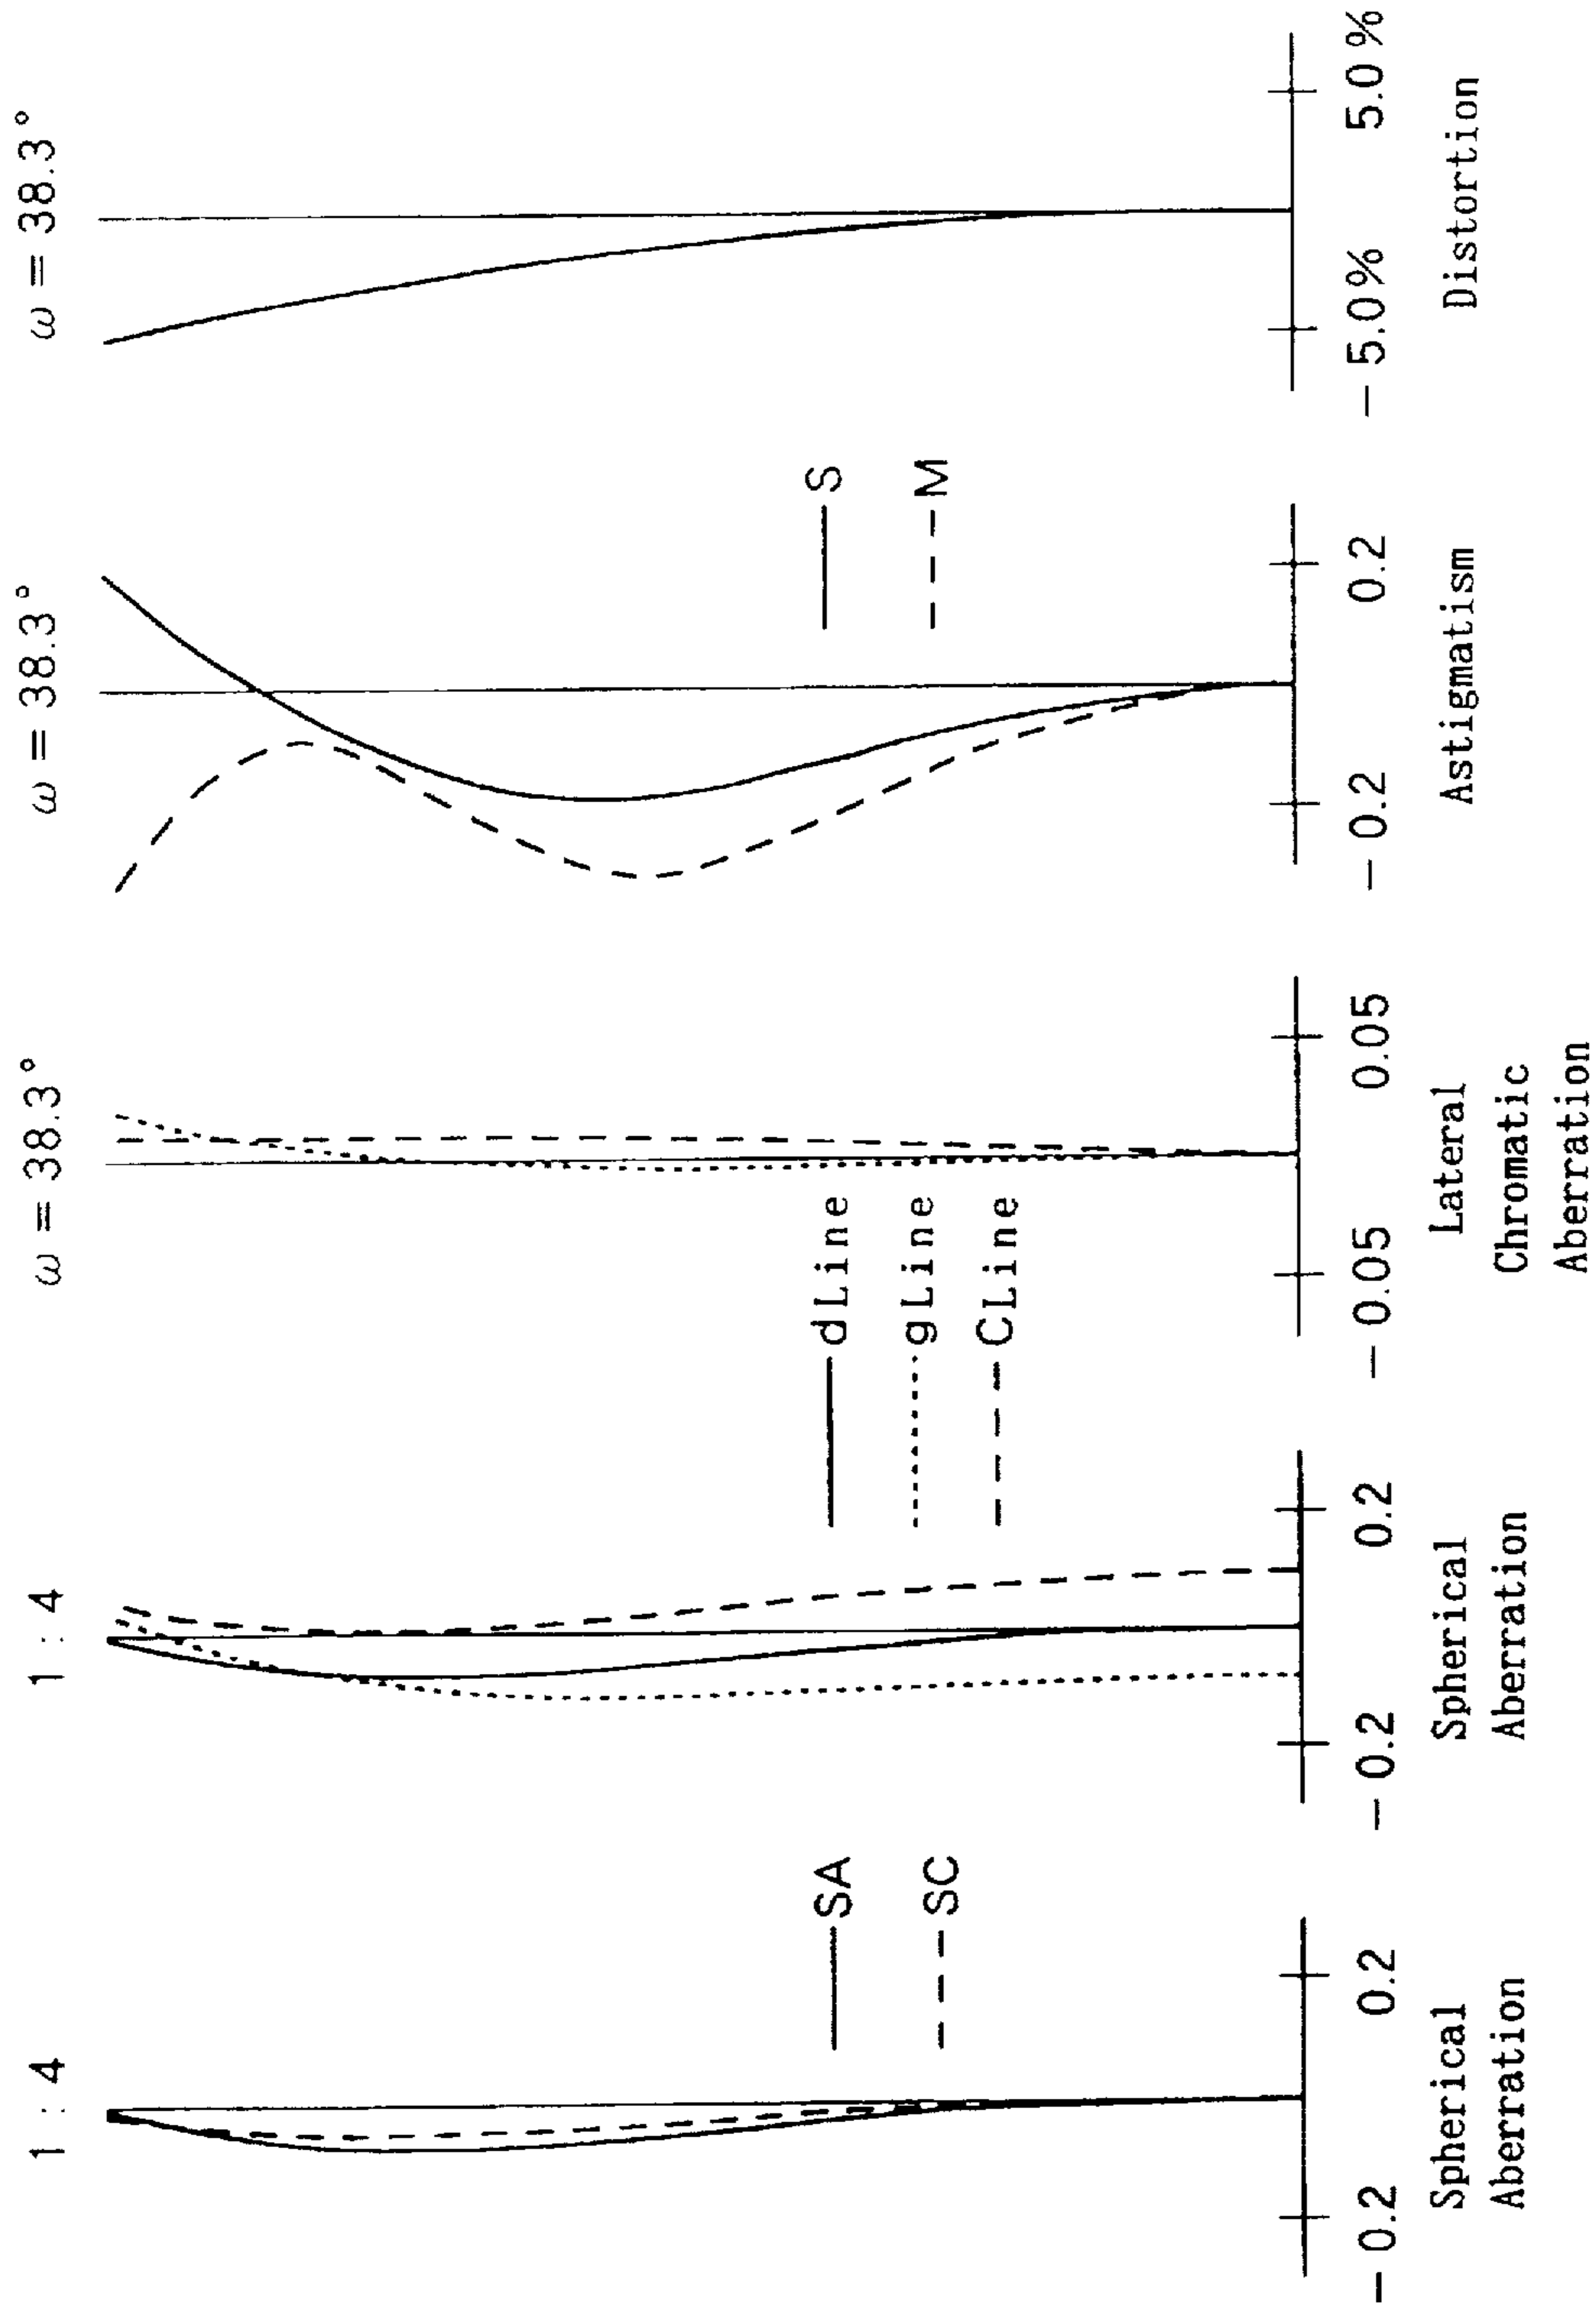 1 : 4
SA
SC
-0.2 0.2
Spherical
Aberration
1 : 4
dLine
gLine
CLine
-0.2 0.2
Spherical
Aberration
ω = 38.3°
-0.05 0.05
Lateral
Chromatic
Aberration
ω = 38.3°
S
M
-0.2 0.2
Astigmatism
ω = 38.3°
-5.0% 5.0%
Distortion